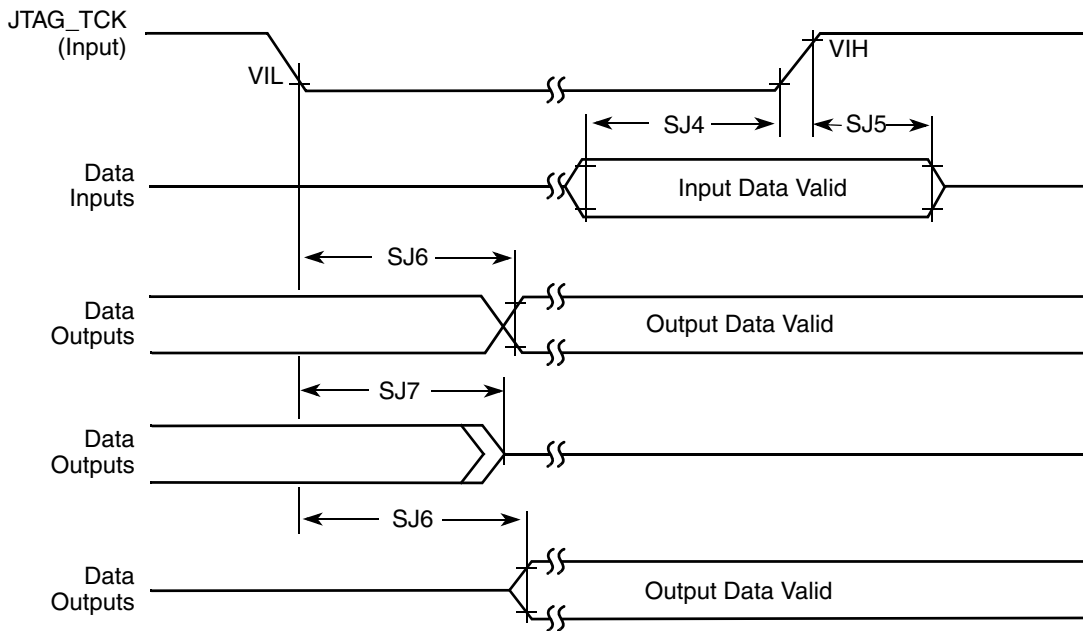 JTAG_TCK
(Input)
VIL
VIH
SJ4
SJ5
Data
Inputs
Input Data Valid
SJ6
Data
Outputs
Output Data Valid
SJ7
Data
Outputs
SJ6
Data
Outputs
Output Data Valid